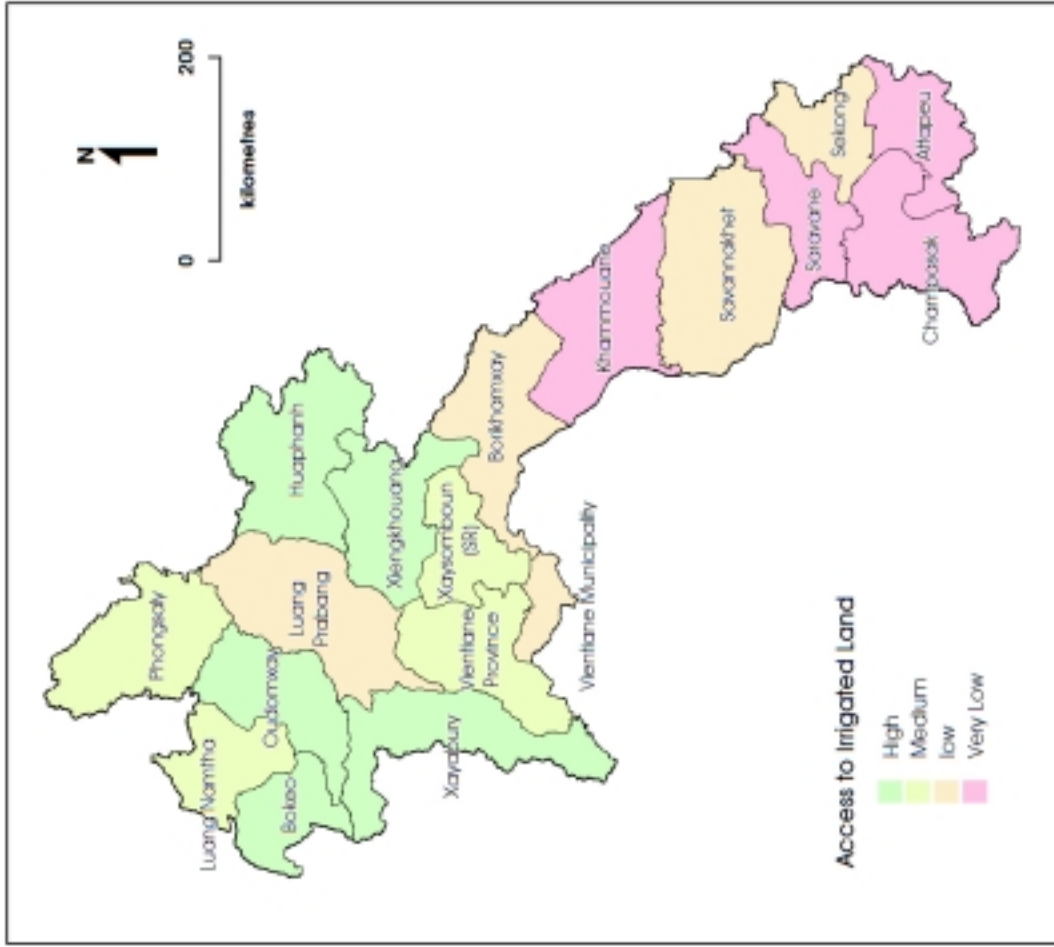 N
0
200
kilometres
Phongsaly
Luang Namtha
Oudomxay
Bokeo
Luang
Prabang
Huaphanh
Xayabury
Xiengkhouang
Xaysomboun
(SR)
Vientiane
Province
Borikhamxay
Vientiane Municipality
Khammouane
Savannakhet
Saravane
Sekong
Champasak
Attapeu
Access to Irrigated Land
High
Medium
low
Very Low